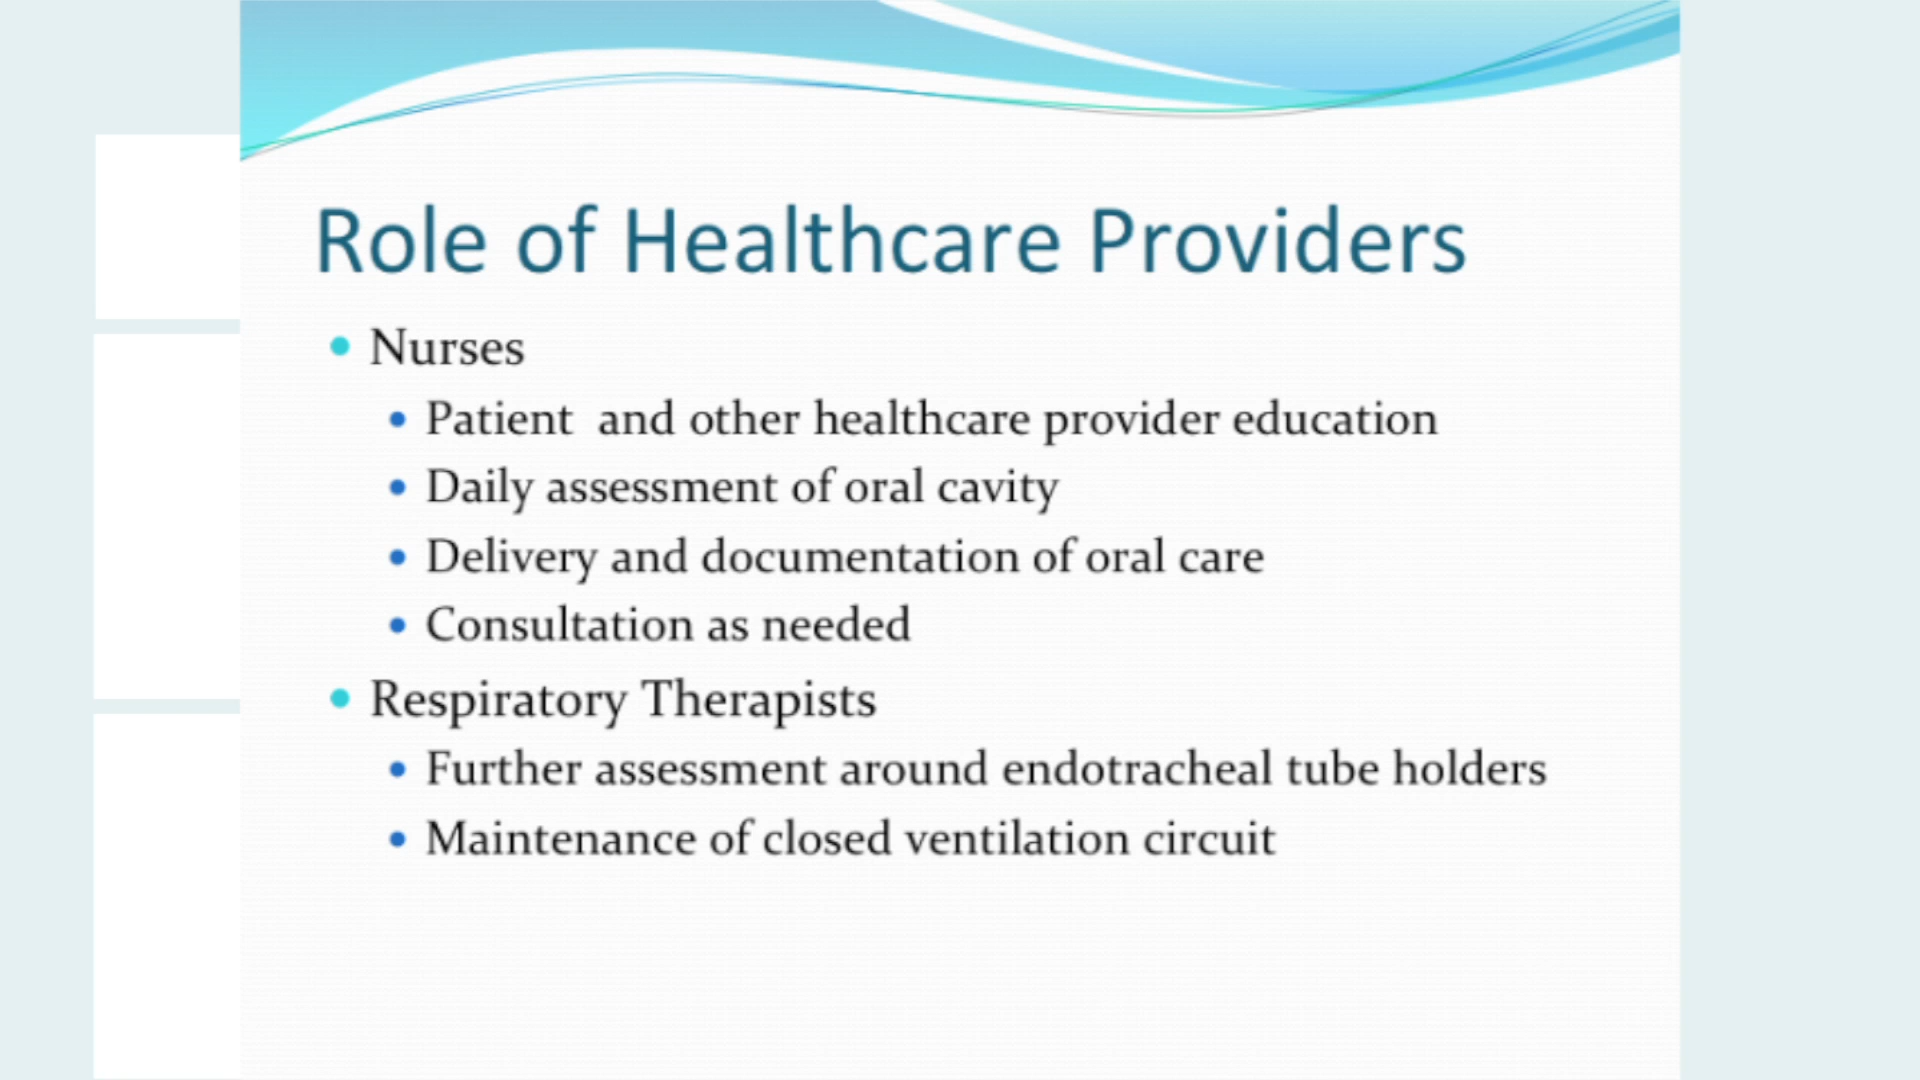 Role of Healthcare Providers
• Nurses
• Patient  and other healthcare provider education
• Daily assessment of oral cavity
• Delivery and documentation of oral care
• Consultation as needed
• Respiratory Therapists
• Further assessment around endotracheal tube holders
• Maintenance of closed ventilation circuit